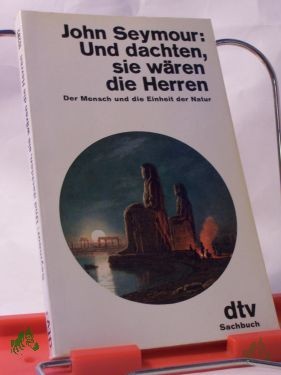 John Seymour:
Und dachten,
sie wären
die Herren
Der Mensch und die Einheit der Natur
dtv
Sachbuch